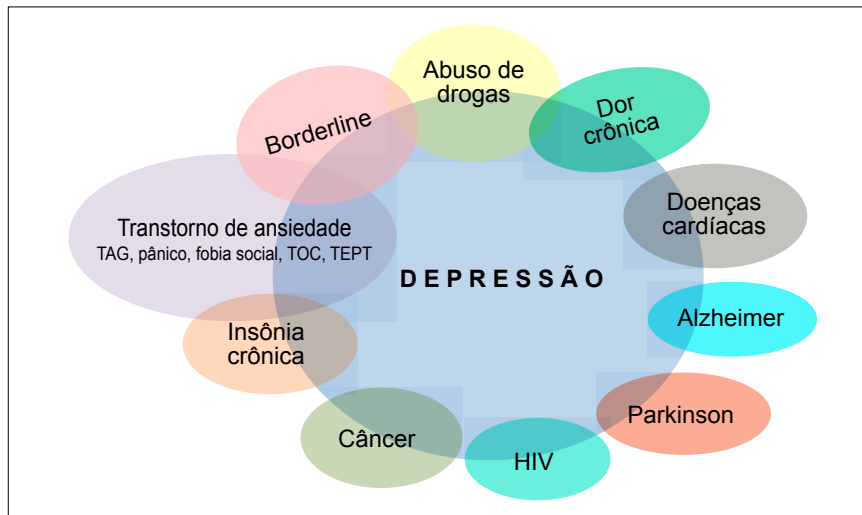 Abuso de
drogas
Dor
crônica
Borderline
Doenças
cardíacas
Transtorno de ansiedade
TAG, pânico, fobia social, TOC, TEPT
DEPRESSÃO
Alzheimer
Insônia
crônica
Parkinson
Câncer
HIV